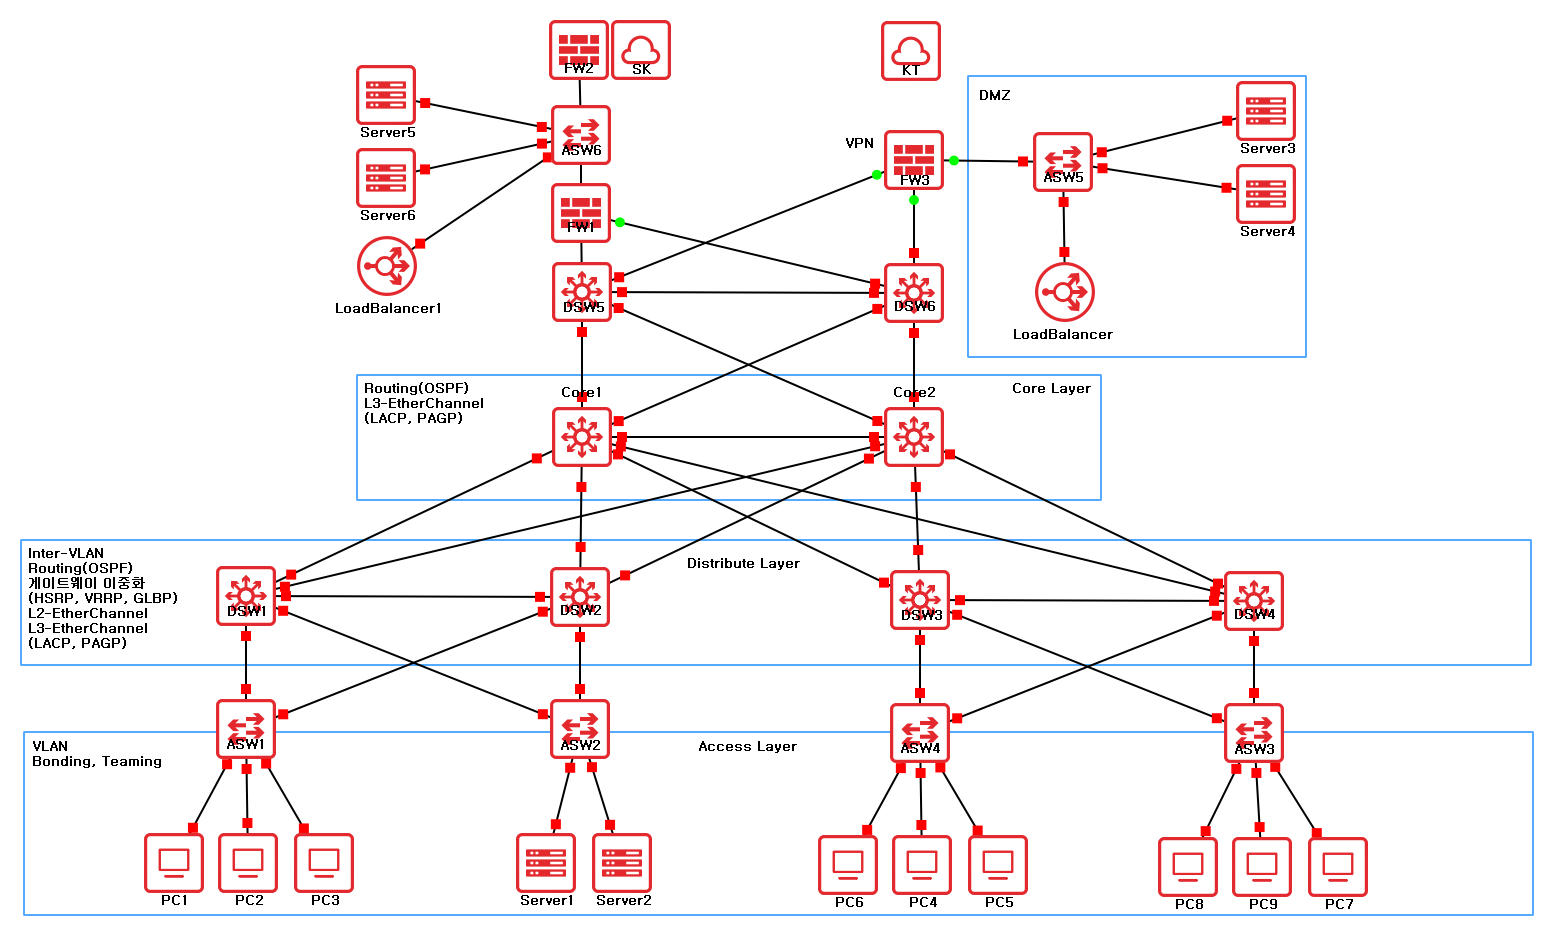 FW2
SK
KT
Server5
ASW6
DMZ
Server3
VPN
FW3
ASW5
Server6
FW1
Server4
LoadBalancer1
DSW5
DSW6
LoadBalancer
Routing(OSPF)
L3-EtherChannel
(LACP, PAGP)
Core1
Core2
Core Layer
Inter-VLAN
Routing(OSPF)
게이트웨이 이중화
(HSRP, VRRP, GLBP)
L2-EtherChannel
L3-EtherChannel
(LACP, PAGP)
Distribute Layer
DSW1
DSW2
DSW3
DSW4
VLAN
Bonding, Teaming
ASW1
ASW2
Access Layer
ASW4
ASW3
PC1
PC2
PC3
Server1
Server2
PC6
PC4
PC5
PC8
PC9
PC7